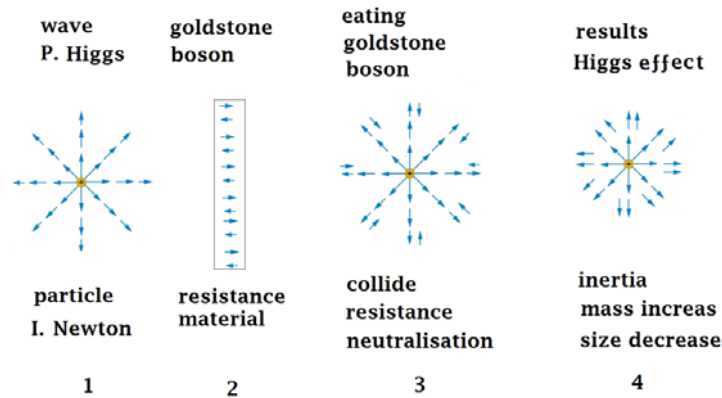 wave
P. Higgs
goldstone
boson
eating
goldstone
boson
results
Higgs effect
particle
I. Newton
resistance
material
collide
resistance
neutralisation
inertia
mass increas
size decrease
1
2
3
4